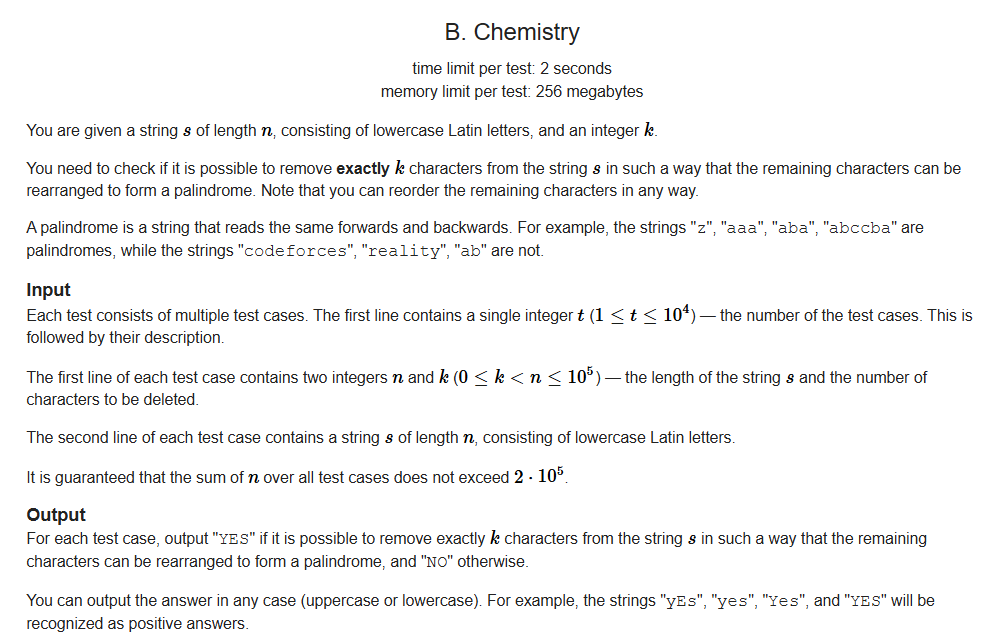 B. Chemistry
time limit per test: 2 seconds
memory limit per test: 256 megabytes
You are given a string s of length n, consisting of lowercase Latin letters, and an integer k.
You need to check if it is possible to remove exactly k characters from the string s in such a way that the remaining characters can be
rearranged to form a palindrome. Note that you can reorder the remaining characters in any way.
A palindrome is a string that reads the same forwards and backwards. For example, the strings "z", "aaa", "aba", "abccba" are
palindromes, while the strings "codeforces", "reality", "ab" are not.
Input
Each test consists of multiple test cases. The first line contains a single integer t (1 ≤ t ≤ 10⁴) — the number of the test cases. This is
followed by their description.
The first line of each test case contains two integers n and k (0 ≤ k < n ≤ 10⁵) — the length of the string s and the number of
characters to be deleted.
The second line of each test case contains a string s of length n, consisting of lowercase Latin letters.
It is guaranteed that the sum of n over all test cases does not exceed 2 · 10⁵.
Output
For each test case, output "YES" if it is possible to remove exactly k characters from the string s in such a way that the remaining
characters can be rearranged to form a palindrome, and "NO" otherwise.
You can output the answer in any case (uppercase or lowercase). For example, the strings "yEs", "yes", "Yes", and "YES" will be
recognized as positive answers.